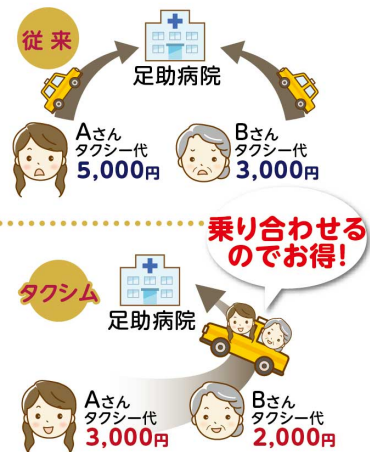 従来
足助病院
Aさん
タクシー代
5,000円
Bさん
タクシー代
3,000円
乗り合わせる
のでお得!
タクシム
足助病院
Aさん
タクシー代
3,000円
Bさん
タクシー代
2,000円